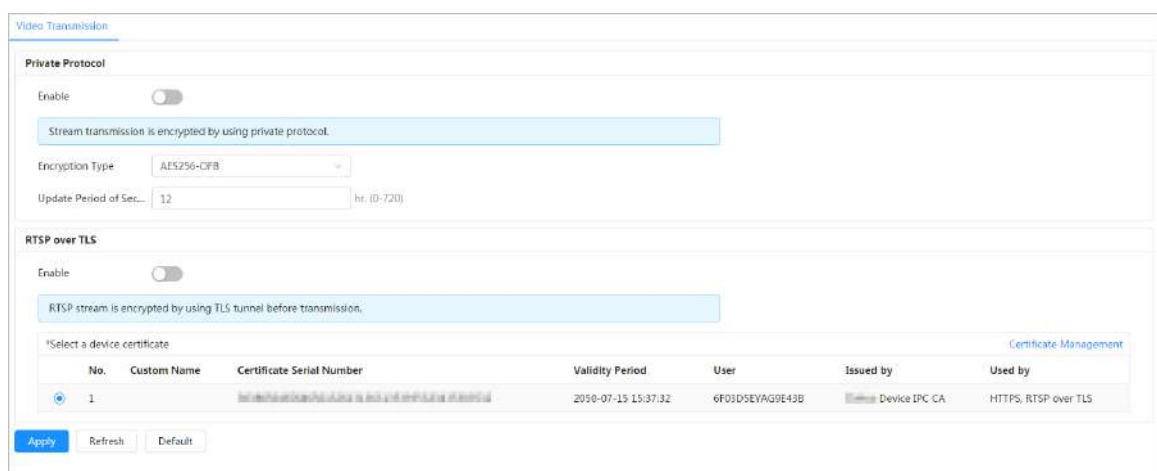 Video Transmission
Private Protocol
Enable
Stream transmission is encrypted by using private protocol.
Encryption Type AES256-OFB
Update Period of Sec... 12 hr. (0-720)
RTSP over TLS
Enable
RTSP stream is encrypted by using TLS tunnel before transmission.
*Select a device certificate Certificate Management
No. Custom Name Certificate Serial Number Validity Period User Issued by Used by
1 2050-07-15 15:37:32 6F03D5EYAG9E43B Device IPC CA HTTPS, RTSP over TLS
Apply Refresh Default